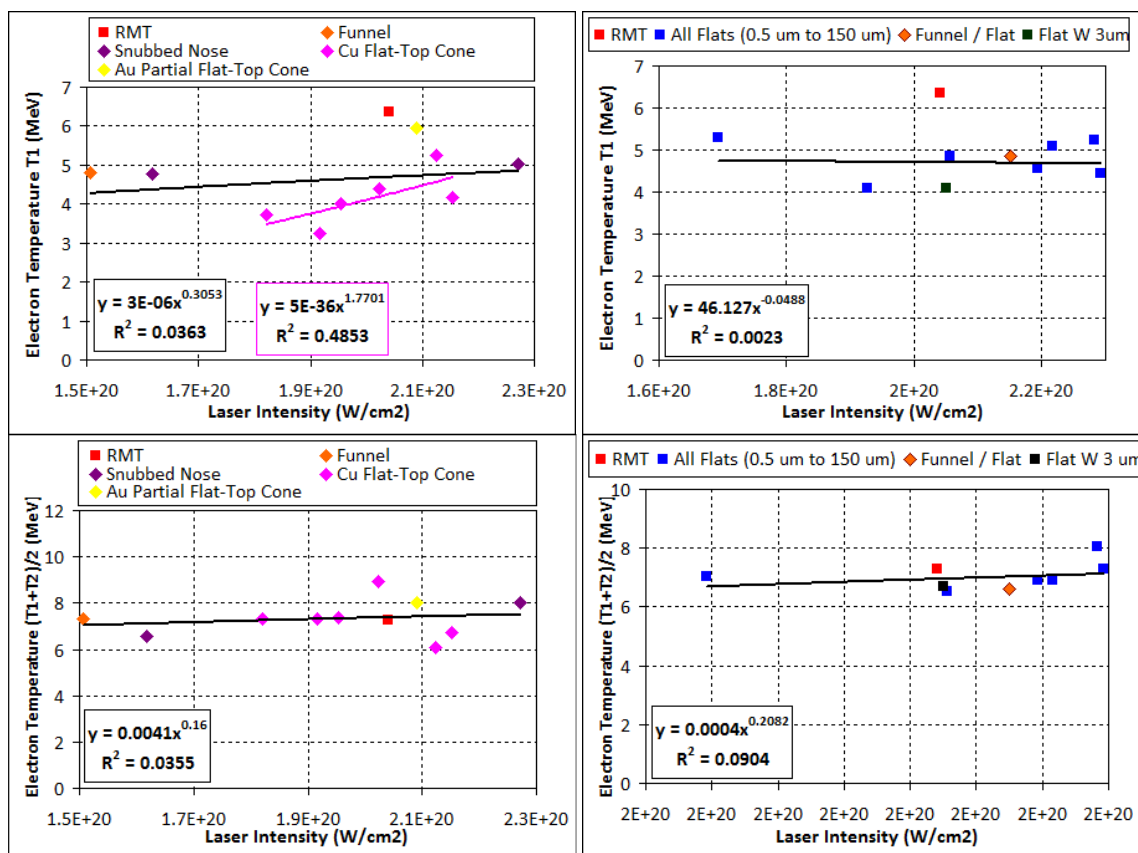 RMT
Funnel
Snubbed Nose
Cu Flat-Top Cone
Au Partial Flat-Top Cone
Electron Temperature T1 (MeV)
7
6
5
4
3
2
1
0
y = 3E-06x^0.3053
R^2 = 0.0363
y = 5E-36x^1.7701
R^2 = 0.4853
1.5E+20 1.7E+20 1.9E+20 2.1E+20 2.3E+20
Laser Intensity (W/cm2)
RMT All Flats (0.5 um to 150 um) Funnel / Flat Flat W 3um
Electron Temperature T1 (MeV)
7
6
5
4
3
2
1
0
y = 46.127x^-0.0488
R^2 = 0.0023
1.6E+20 1.8E+20 2E+20 2.2E+20
Laser Intensity (W/cm2)
RMT
Funnel
Snubbed Nose
Cu Flat-Top Cone
Au Partial Flat-Top Cone
Electron Temperature (T1+T2)/2 (MeV)
12
10
8
6
4
2
0
y = 0.0041x^0.16
R^2 = 0.0355
1.5E+20 1.7E+20 1.9E+20 2.1E+20 2.3E+20
Laser Intensity (W/cm2)
RMT All Flats (0.5 um to 150 um) Funnel / Flat Flat W 3 um
Electron Temperature (T1+T2)/2 (MeV)
10
8
6
4
2
0
y = 0.0004x^0.2082
R^2 = 0.0904
2E+20 2E+20 2E+20 2E+20 2E+20 2E+20 2E+20 2E+20
Laser Intensity (W/cm2)